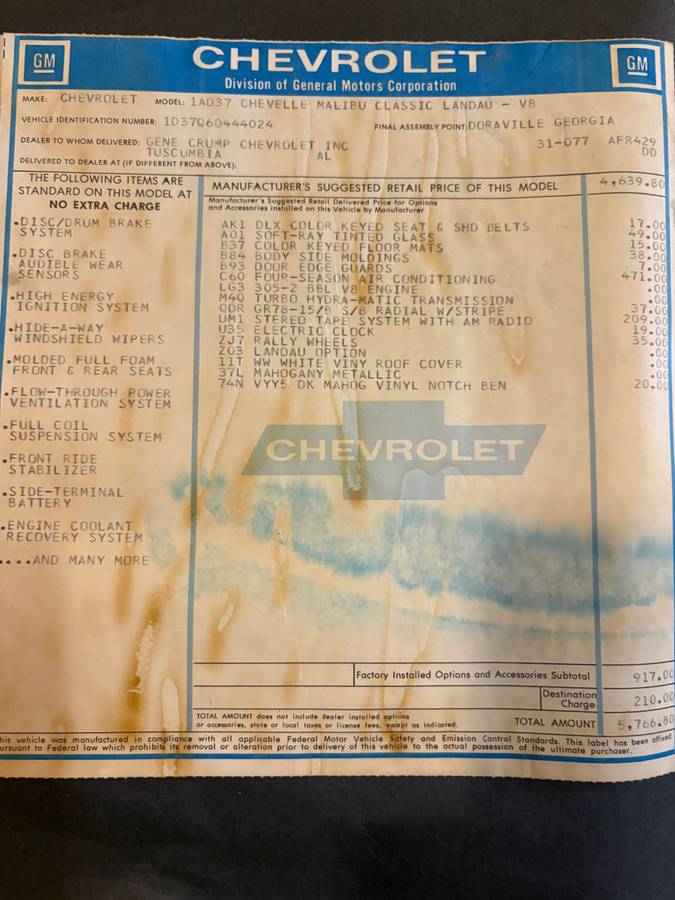 GM
CHEVROLET
GM
Division of General Motors Corporation
MAKE: CHEVROLET MODEL: 1AD37 CHEVELLE MALIBU CLASSIC LANDAU - V8
VEHICLE IDENTIFICATION NUMBER: 1D37Q6D444024 FINAL ASSEMBLY POINT: DORAVILLE GEORGIA
DEALER TO WHOM DELIVERED: GENE CRUMP CHEVROLET INC 31-077 AFR429
TUSCUMBIA AL DD
DELIVERED TO DEALER AT (IF DIFFERENT FROM ABOVE):
THE FOLLOWING ITEMS ARE
STANDARD ON THIS MODEL AT
NO EXTRA CHARGE
.DISC/DRUM BRAKE
SYSTEM
.DISC BRAKE
AUDIBLE WEAR
SENSORS
.HIGH ENERGY
IGNITION SYSTEM
.HIDE-A-WAY
WINDSHIELD WIPERS
.MOLDED FULL FOAM
FRONT & REAR SEATS
.FLOW-THROUGH POWER
VENTILATION SYSTEM
.FULL COIL
SUSPENSION SYSTEM
.FRONT RIDE
STABILIZER
.SIDE-TERMINAL
BATTERY
.ENGINE COOLANT
RECOVERY SYSTEM
....AND MANY MORE
MANUFACTURER'S SUGGESTED RETAIL PRICE OF THIS MODEL 4,639.80
Manufacturer's Suggested Retail Delivered Price for Options
and Accessories Installed on this Vehicle by Manufacturer
AK1 DLX COLOR KEYED SEAT & SHD BELTS 17.00
A01 SOFT-RAY TINTED GLASS 49.00
B37 COLOR KEYED FLOOR MATS 15.00
B84 BODY SIDE MOLDINGS 38.00
B93 DOOR EDGE GUARDS 7.00
C60 FOUR-SEASON AIR CONDITIONING 471.00
LG3 305-2 BBL V8 ENGINE .00
M40 TURBO HYDRA-MATIC TRANSMISSION .00
QDR GR78-15/B S/B RADIAL W/STRIPE 37.00
UM1 STEREO TAPE SYSTEM WITH AM RADIO 209.00
U35 ELECTRIC CLOCK 19.00
ZJ7 RALLY WHEELS 35.00
Z03 LANDAU OPTION .00
11T WW WHITE VINY ROOF COVER .00
37L MAHOGANY METALLIC .00
74N VYY5 DK MAHOG VINYL NOTCH BEN 20.00
CHEVROLET
Factory Installed Options and Accessories Subtotal 917.00
Destination
Charge 210.00
TOTAL AMOUNT does not include dealer installed options
or accessories, state or local taxes or license fees, except as indicated.
TOTAL AMOUNT 5,766.80
his vehicle was manufactured in compliance with all applicable Federal Motor Vehicle Safety and Emission Control Standards. This label has been affixed
ursuant to Federal law which prohibits its removal or alteration prior to delivery of this vehicle to the actual possession of the ultimate purchaser.